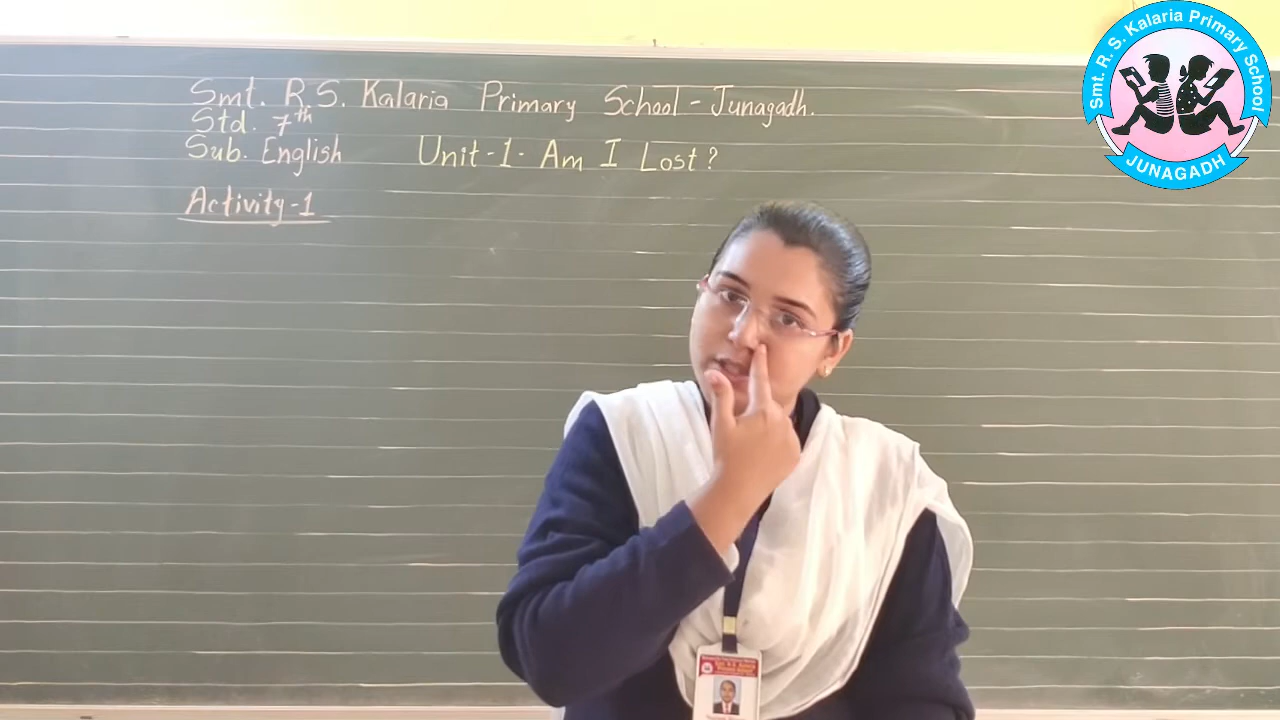 Smt. R.S. Kalaria Primary School - Junagadh.
Std. 7th
Sub. English Unit-1- Am I Lost?
Activity-1
Smt. R. S. Kalaria Primary School
JUNAGADH